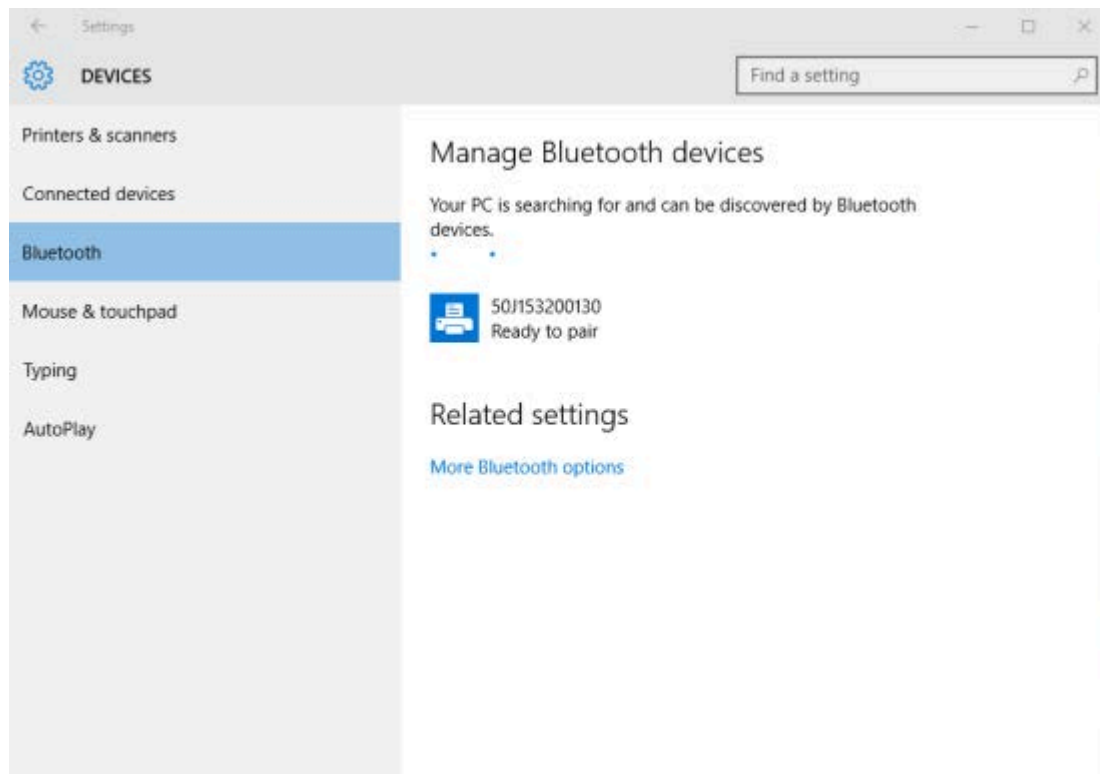 Settings
DEVICES
Find a setting
Printers & scanners
Connected devices
Bluetooth
Mouse & touchpad
Typing
AutoPlay
Manage Bluetooth devices
Your PC is searching for and can be discovered by Bluetooth
devices.
50J153200130
Ready to pair
Related settings
More Bluetooth options